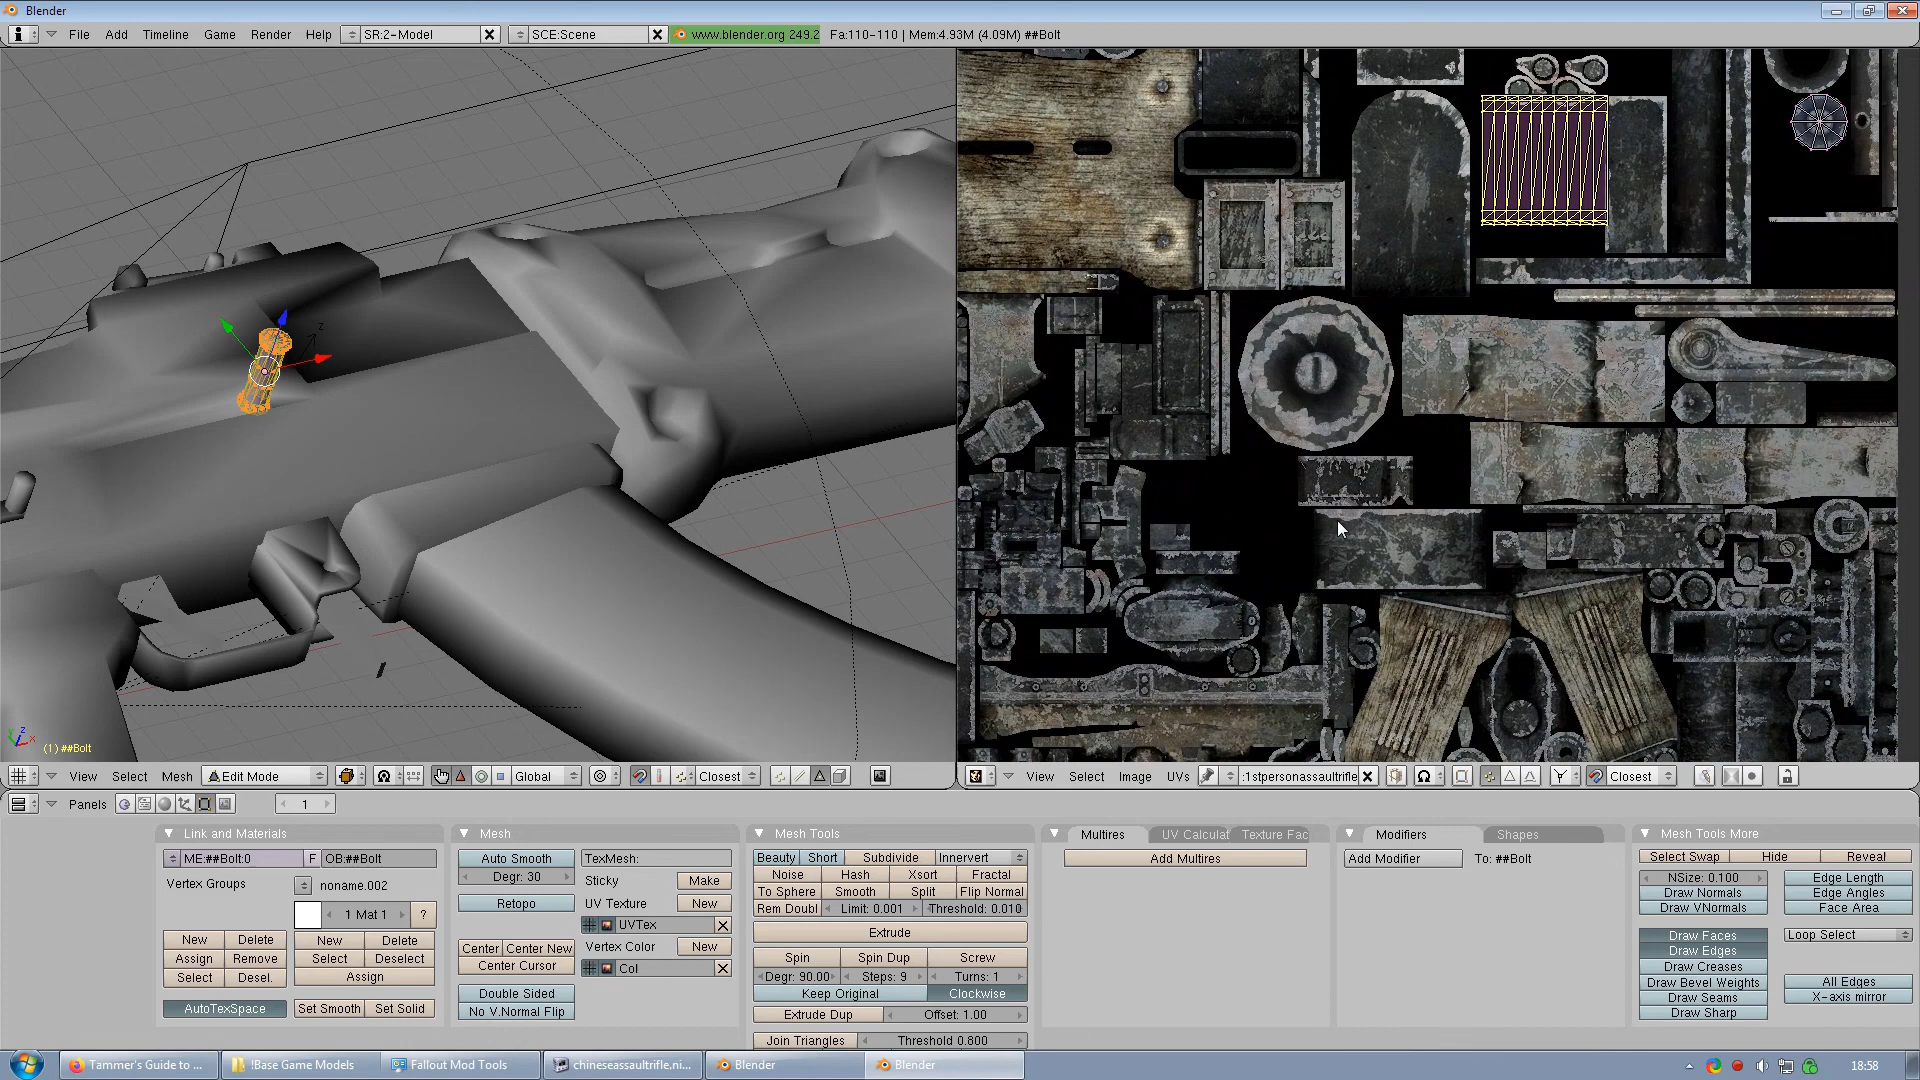 Blender
File Add Timeline Game Render Help SR:2-Model SCE:Scene www.blender.org 249.2 Fa:110-110 | Mem:4.93M (4.09M) ##Bolt
z
z
x
y
(1) ##Bolt
View Select Mesh Edit Mode Global Closest
View Select Image UVs :1stpersonassaultrifle Closest
Panels 1
Link and Materials
ME:##Bolt:0 F OB:##Bolt
Vertex Groups
noname.002
1 Mat 1 ?
New Delete New Delete
Assign Remove Select Deselect
Select Desel. Assign
AutoTexSpace Set Smooth Set Solid
Mesh
Auto Smooth TexMesh:
Degr: 30 Sticky Make
Retopo UV Texture New
UVTex
Center Center New Vertex Color New
Center Cursor Col
Double Sided
No V.Normal Flip
Mesh Tools
Beauty Short Subdivide Innervert
Noise Hash Xsort Fractal
To Sphere Smooth Split Flip Normal
Rem Doubl Limit: 0.001 Threshold: 0.010
Extrude
Spin Spin Dup Screw
Degr: 90.00 Steps: 9 Turns: 1
Keep Original Clockwise
Extrude Dup Offset: 1.00
Join Triangles Threshold 0.800
Multires UV Calculat Texture Fac
Add Multires
Modifiers Shapes
Add Modifier To: ##Bolt
Mesh Tools More
Select Swap Hide Reveal
NSize: 0.100 Edge Length
Draw Normals Edge Angles
Draw VNormals Face Area
Draw Faces Loop Select
Draw Edges
Draw Creases
Draw Bevel Weights All Edges
Draw Seams X-axis mirror
Draw Sharp
Tammer's Guide to ... !Base Game Models Fallout Mod Tools chineseassaultrifle.ni... Blender Blender 18:58